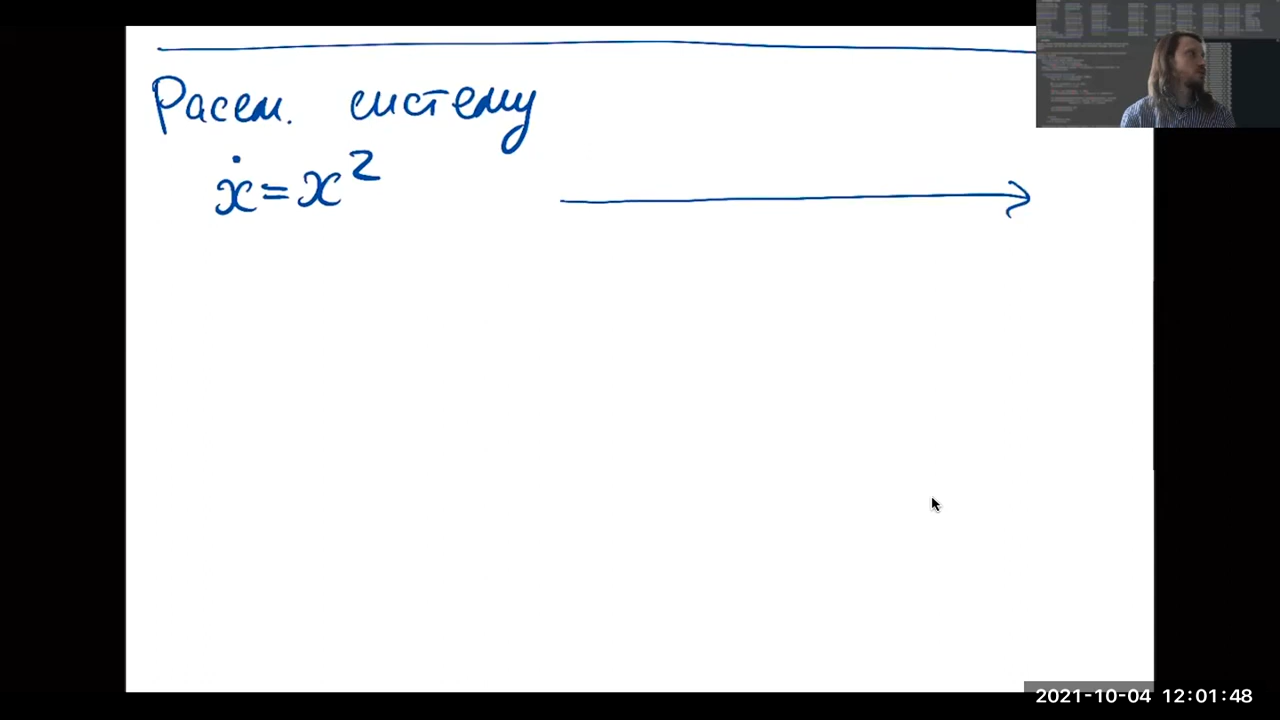 Рассм. систему
ẋ = x²
2021-10-04 12:01:48